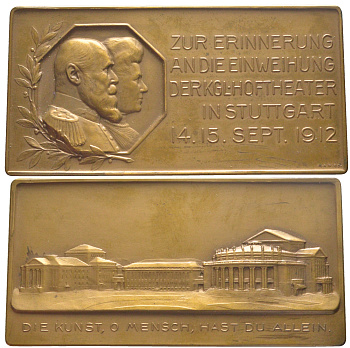 ZUR ERINNERUNG
AN DIE EINWEIHUNG
DER KGL. HOFTHEATER
IN STUTTGART
14. 15. SEPT. 1912
DIE KUNST, O MENSCH, HAST DU ALLEIN.